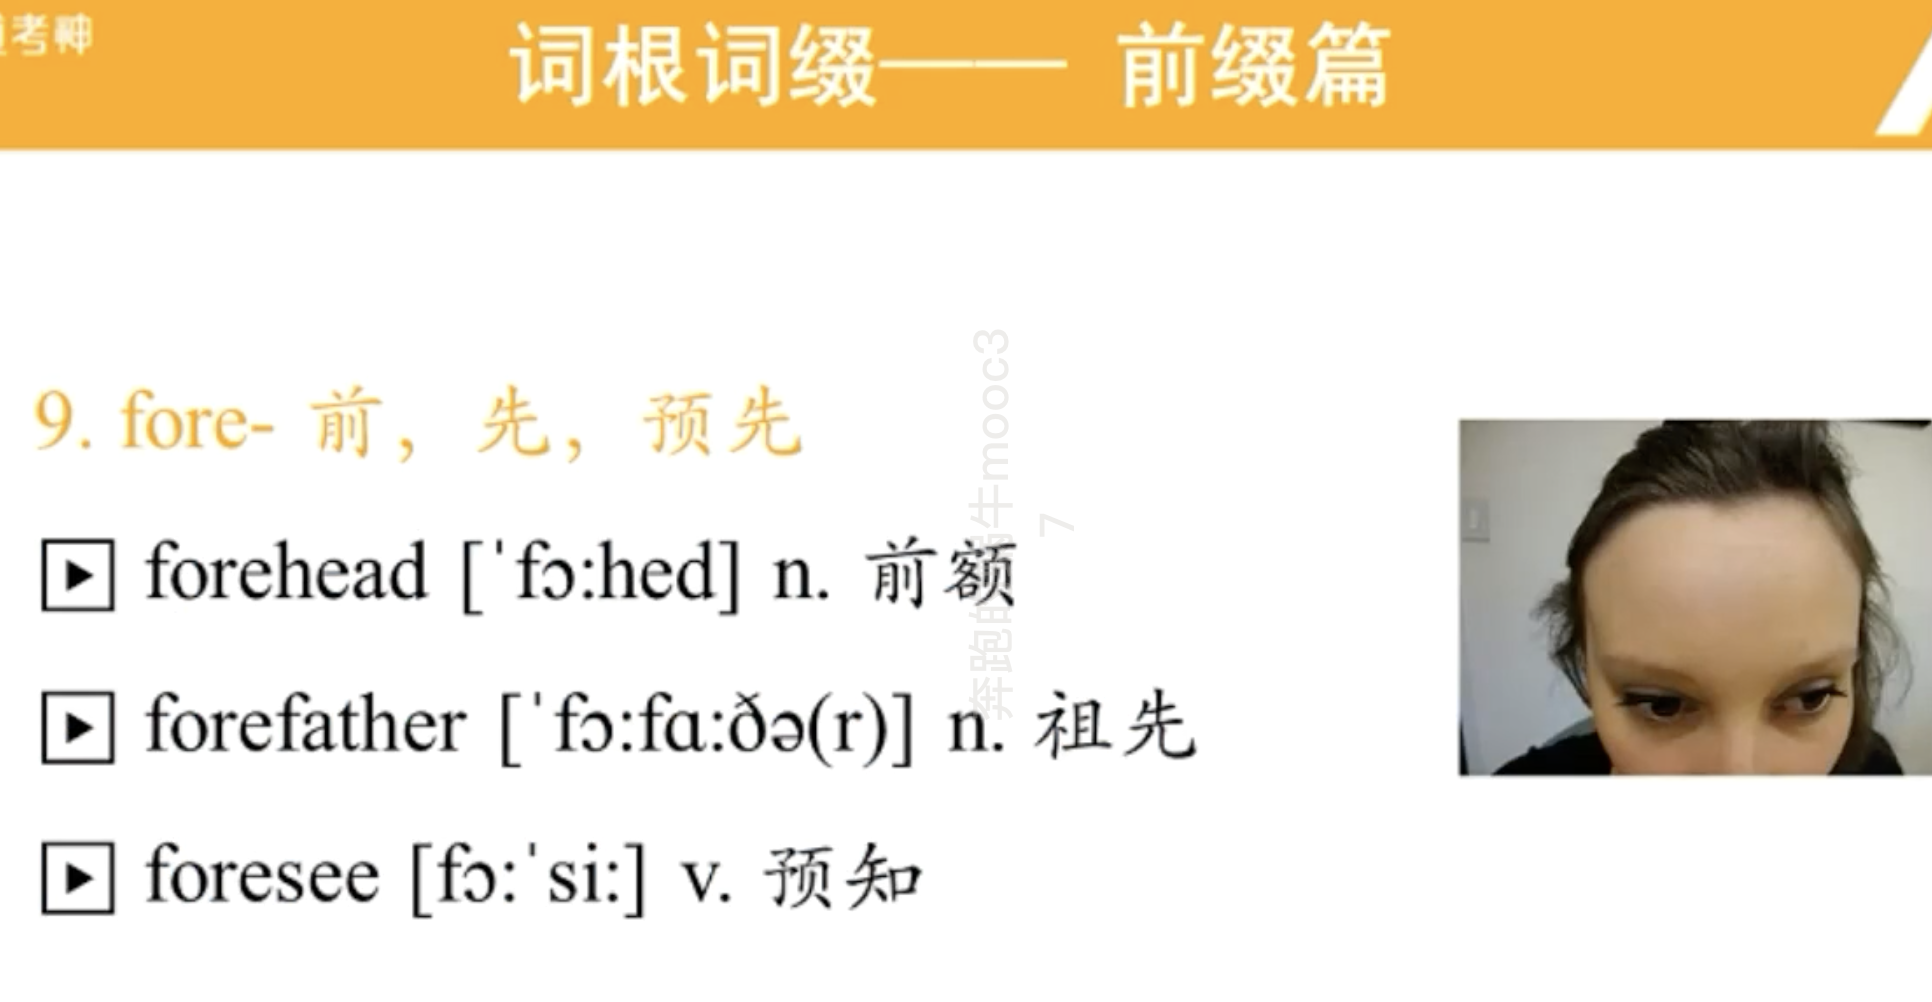 考神
词根词缀—— 前缀篇
9. fore- 前，先，预先
forehead [ˈfɔ:hed] n. 前额
forefather [ˈfɔ:fɑ:ðə(r)] n. 祖先
foresee [fɔ:ˈsi:] v. 预知
奔跑的牛mooc3
7